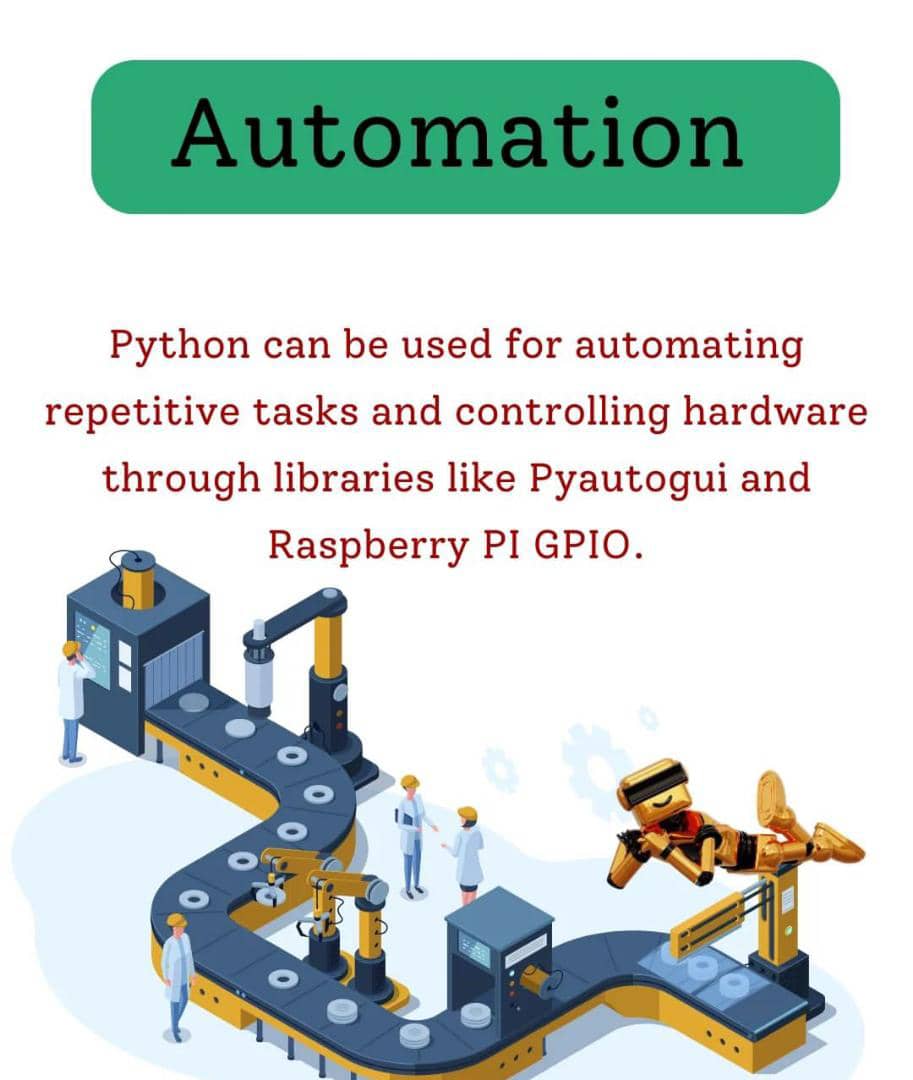 Automation
Python can be used for automating
repetitive tasks and controlling hardware
through libraries like Pyautogui and
Raspberry PI GPIO.